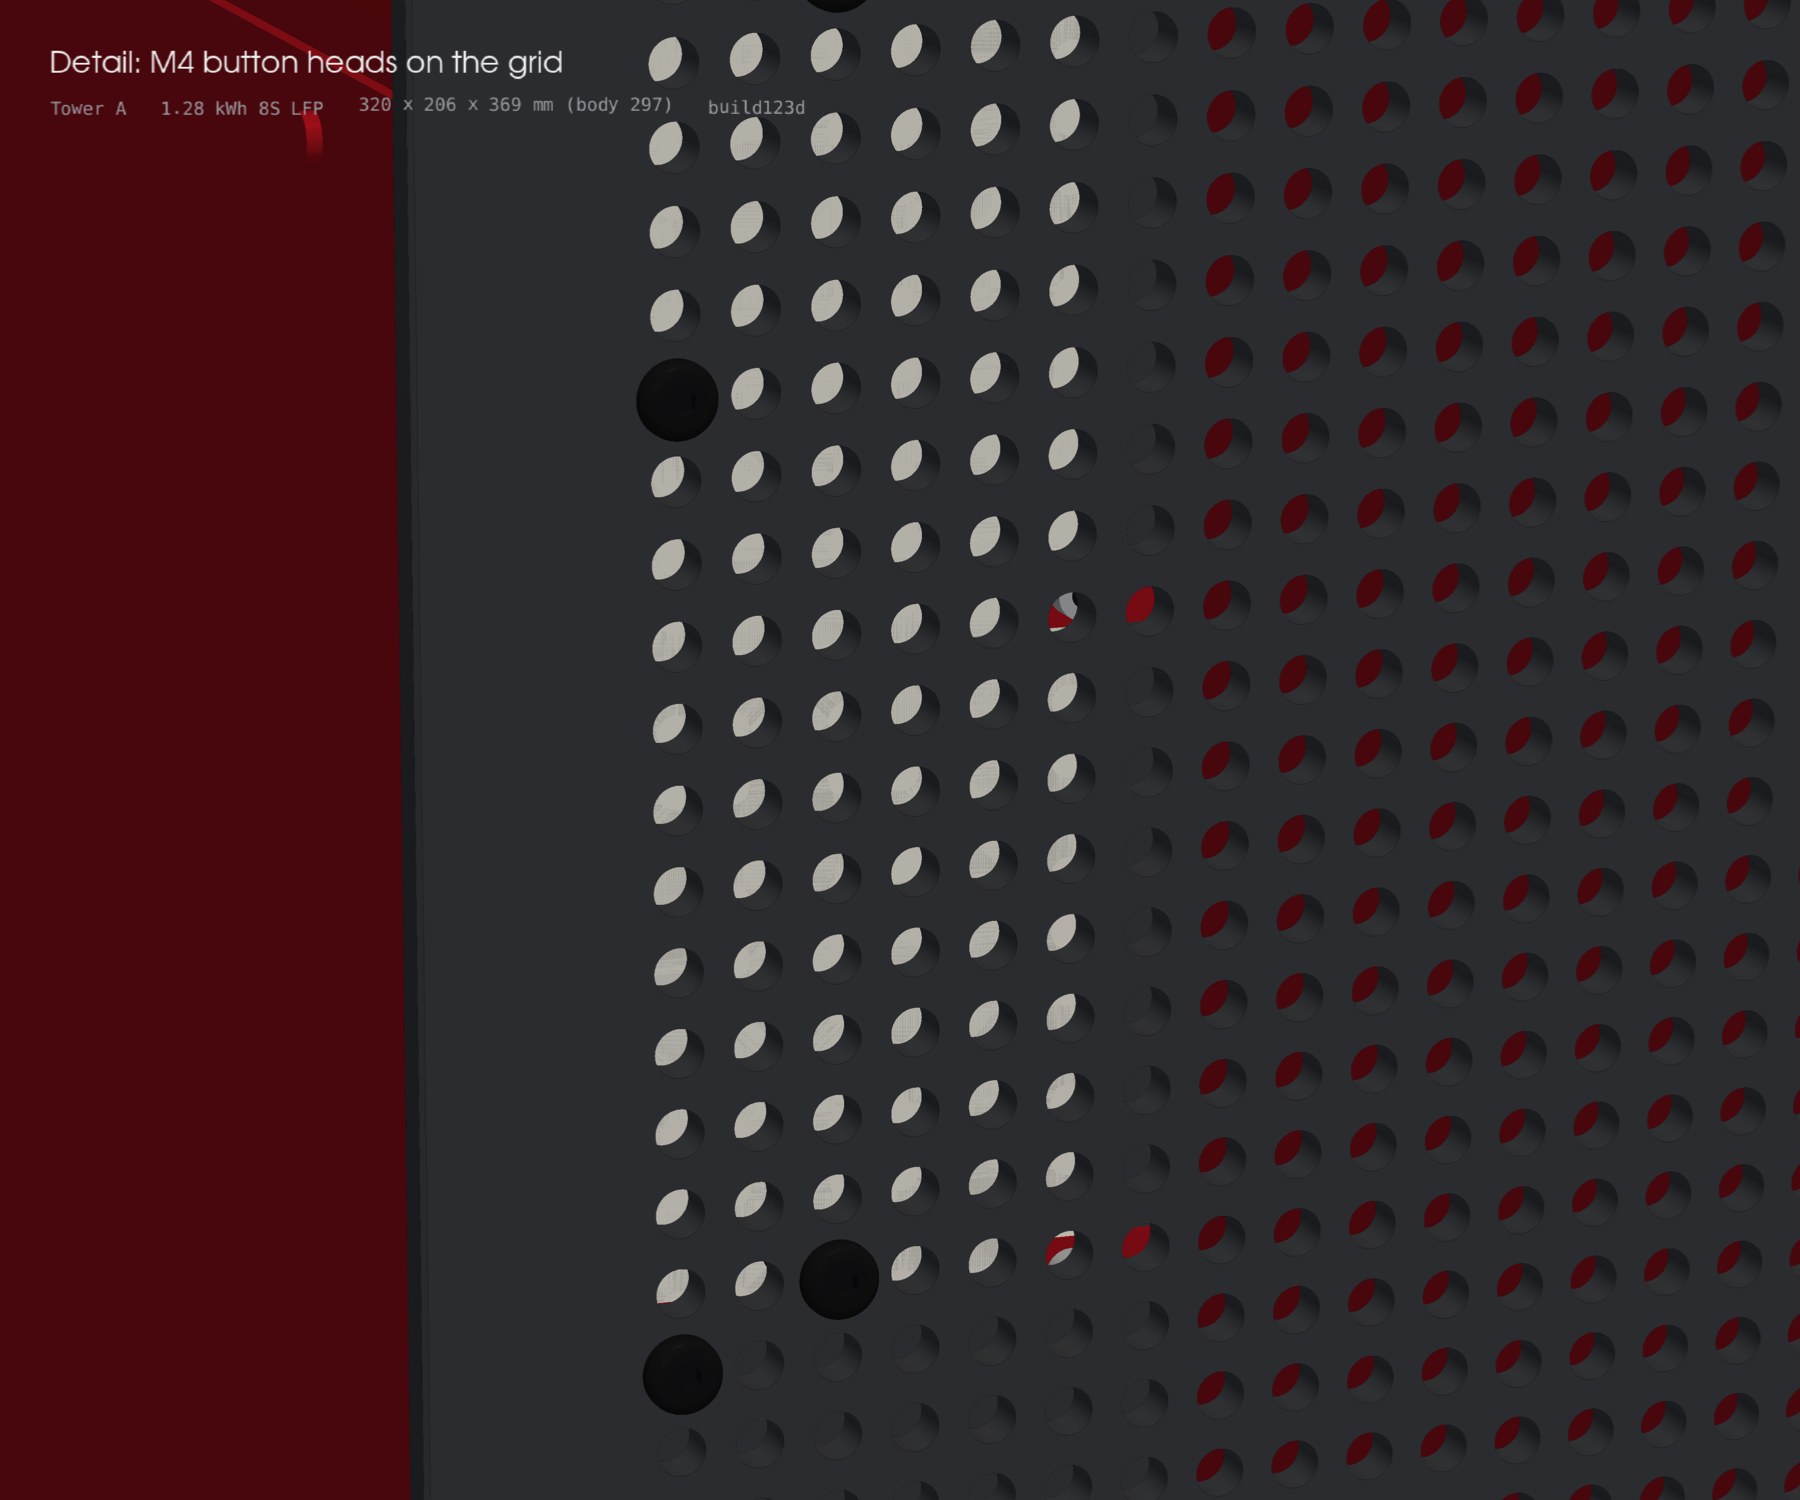 Detail: M4 button heads on the grid
Tower A 1.28 kWh 8S LFP 320 x 206 x 369 mm (body 297) build123d